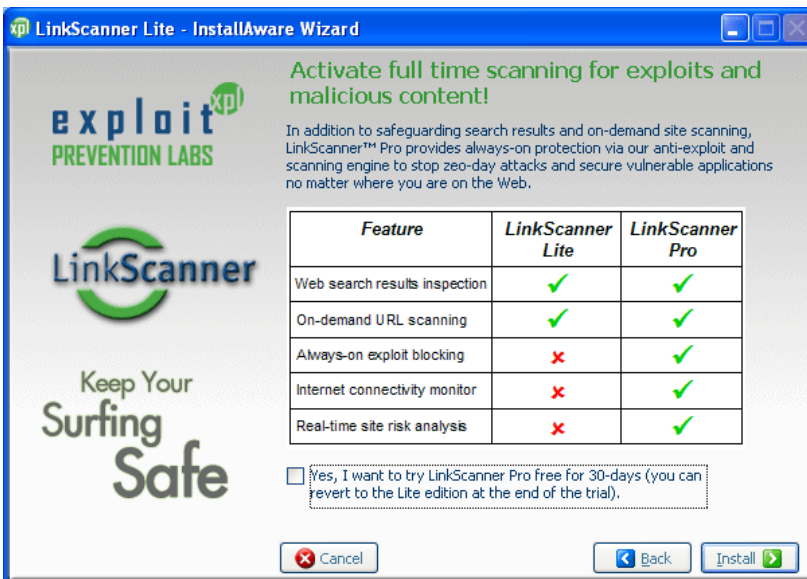 xpl LinkScanner Lite - InstallAware Wizard
exploit xpl
PREVENTION LABS
LinkScanner
Keep Your
Surfing
Safe
Activate full time scanning for exploits and
malicious content!
In addition to safeguarding search results and on-demand site scanning,
LinkScanner™ Pro provides always-on protection via our anti-exploit and
scanning engine to stop zeo-day attacks and secure vulnerable applications
no matter where you are on the Web.
Feature LinkScanner Lite LinkScanner Pro
Web search results inspection
On-demand URL scanning
Always-on exploit blocking
Internet connectivity monitor
Real-time site risk analysis
Yes, I want to try LinkScanner Pro free for 30-days (you can
revert to the Lite edition at the end of the trial).
Cancel Back Install